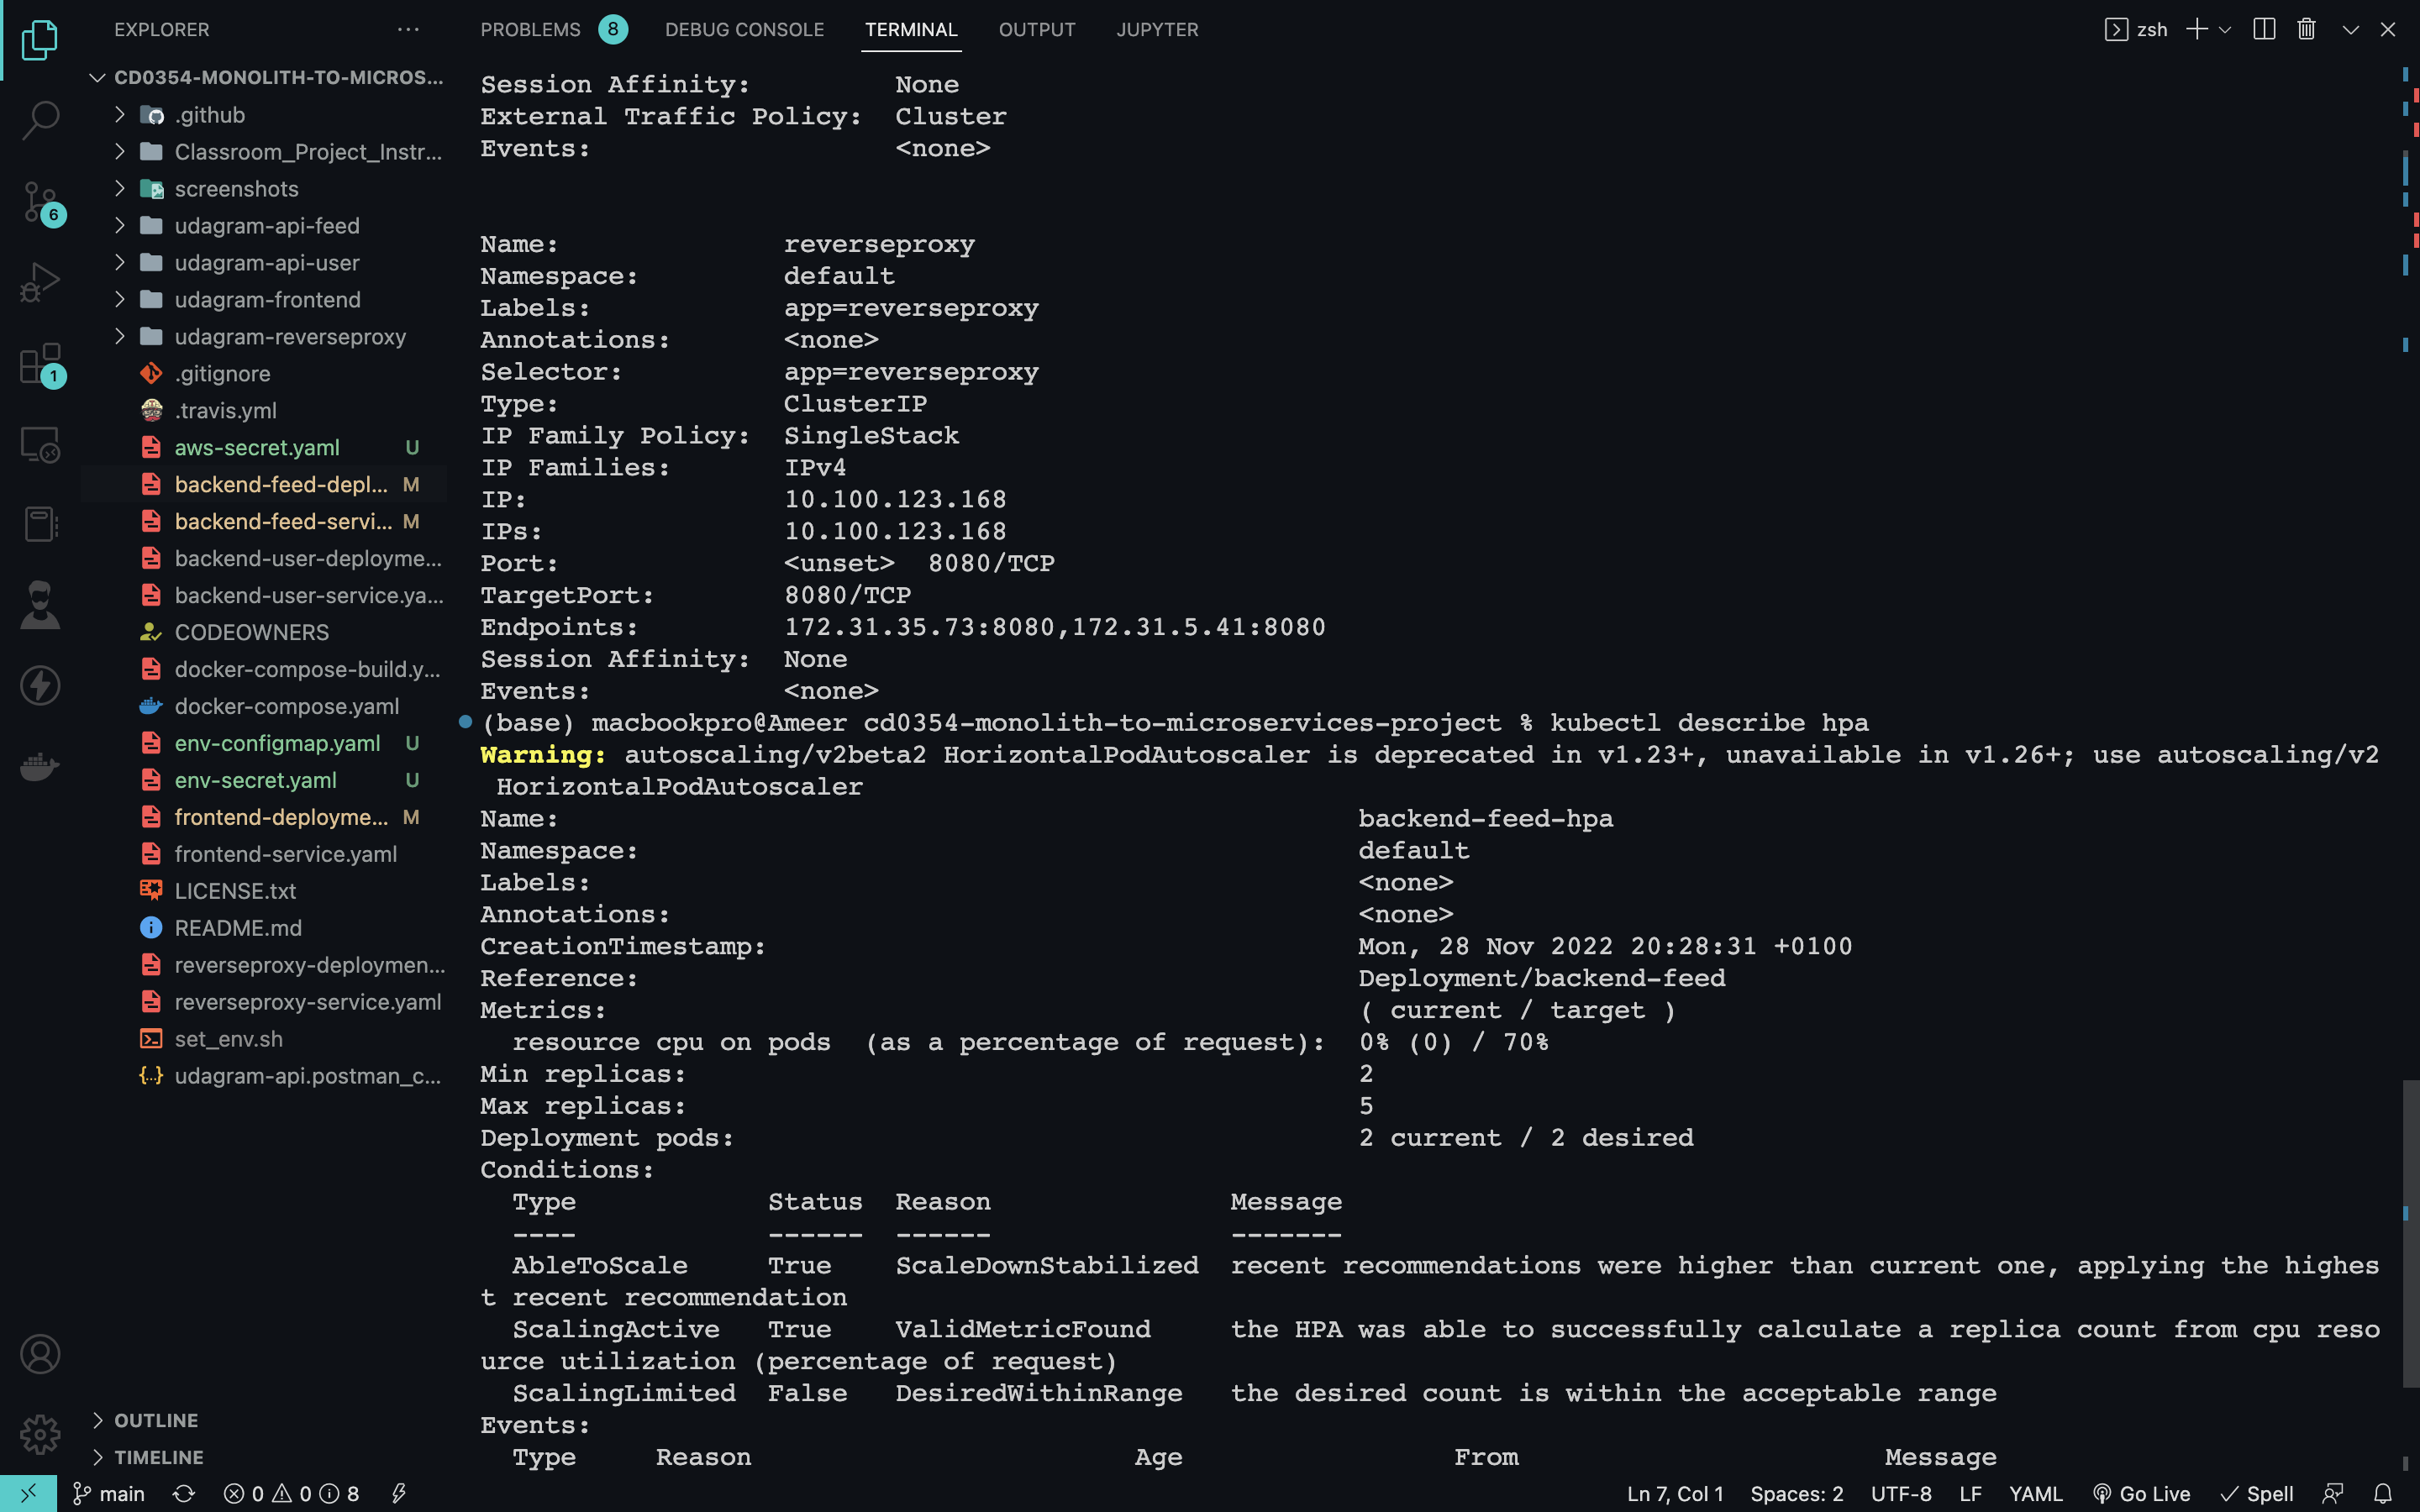 EXPLORER
CD0354-MONOLITH-TO-MICROS...
.github
Classroom_Project_Instr...
screenshots
udagram-api-feed
udagram-api-user
udagram-frontend
udagram-reverseproxy
.gitignore
.travis.yml
aws-secret.yaml U
backend-feed-depl... M
backend-feed-servi... M
backend-user-deployme...
backend-user-service.ya...
CODEOWNERS
docker-compose-build.y...
docker-compose.yaml
env-configmap.yaml U
env-secret.yaml U
frontend-deployme... M
frontend-service.yaml
LICENSE.txt
README.md
reverseproxy-deploymen...
reverseproxy-service.yaml
set_env.sh
udagram-api.postman_c...
OUTLINE
TIMELINE
6
1
PROBLEMS 8 DEBUG CONSOLE TERMINAL OUTPUT JUPYTER
zsh
Session Affinity: None
External Traffic Policy: Cluster
Events: <none>
Name: reverseproxy
Namespace: default
Labels: app=reverseproxy
Annotations: <none>
Selector: app=reverseproxy
Type: ClusterIP
IP Family Policy: SingleStack
IP Families: IPv4
IP: 10.100.123.168
IPs: 10.100.123.168
Port: <unset> 8080/TCP
TargetPort: 8080/TCP
Endpoints: 172.31.35.73:8080,172.31.5.41:8080
Session Affinity: None
Events: <none>
(base) macbookpro@Ameer cd0354-monolith-to-microservices-project % kubectl describe hpa
Warning: autoscaling/v2beta2 HorizontalPodAutoscaler is deprecated in v1.23+, unavailable in v1.26+; use autoscaling/v2
HorizontalPodAutoscaler
Name: backend-feed-hpa
Namespace: default
Labels: <none>
Annotations: <none>
CreationTimestamp: Mon, 28 Nov 2022 20:28:31 +0100
Reference: Deployment/backend-feed
Metrics: ( current / target )
resource cpu on pods (as a percentage of request): 0% (0) / 70%
Min replicas: 2
Max replicas: 5
Deployment pods: 2 current / 2 desired
Conditions:
Type Status Reason Message
---- ------ ------ -------
AbleToScale True ScaleDownStabilized recent recommendations were higher than current one, applying the highes
t recent recommendation
ScalingActive True ValidMetricFound the HPA was able to successfully calculate a replica count from cpu reso
urce utilization (percentage of request)
ScalingLimited False DesiredWithinRange the desired count is within the acceptable range
Events:
Type Reason Age From Message
main 0 0 8
Ln 7, Col 1 Spaces: 2 UTF-8 LF YAML Go Live Spell